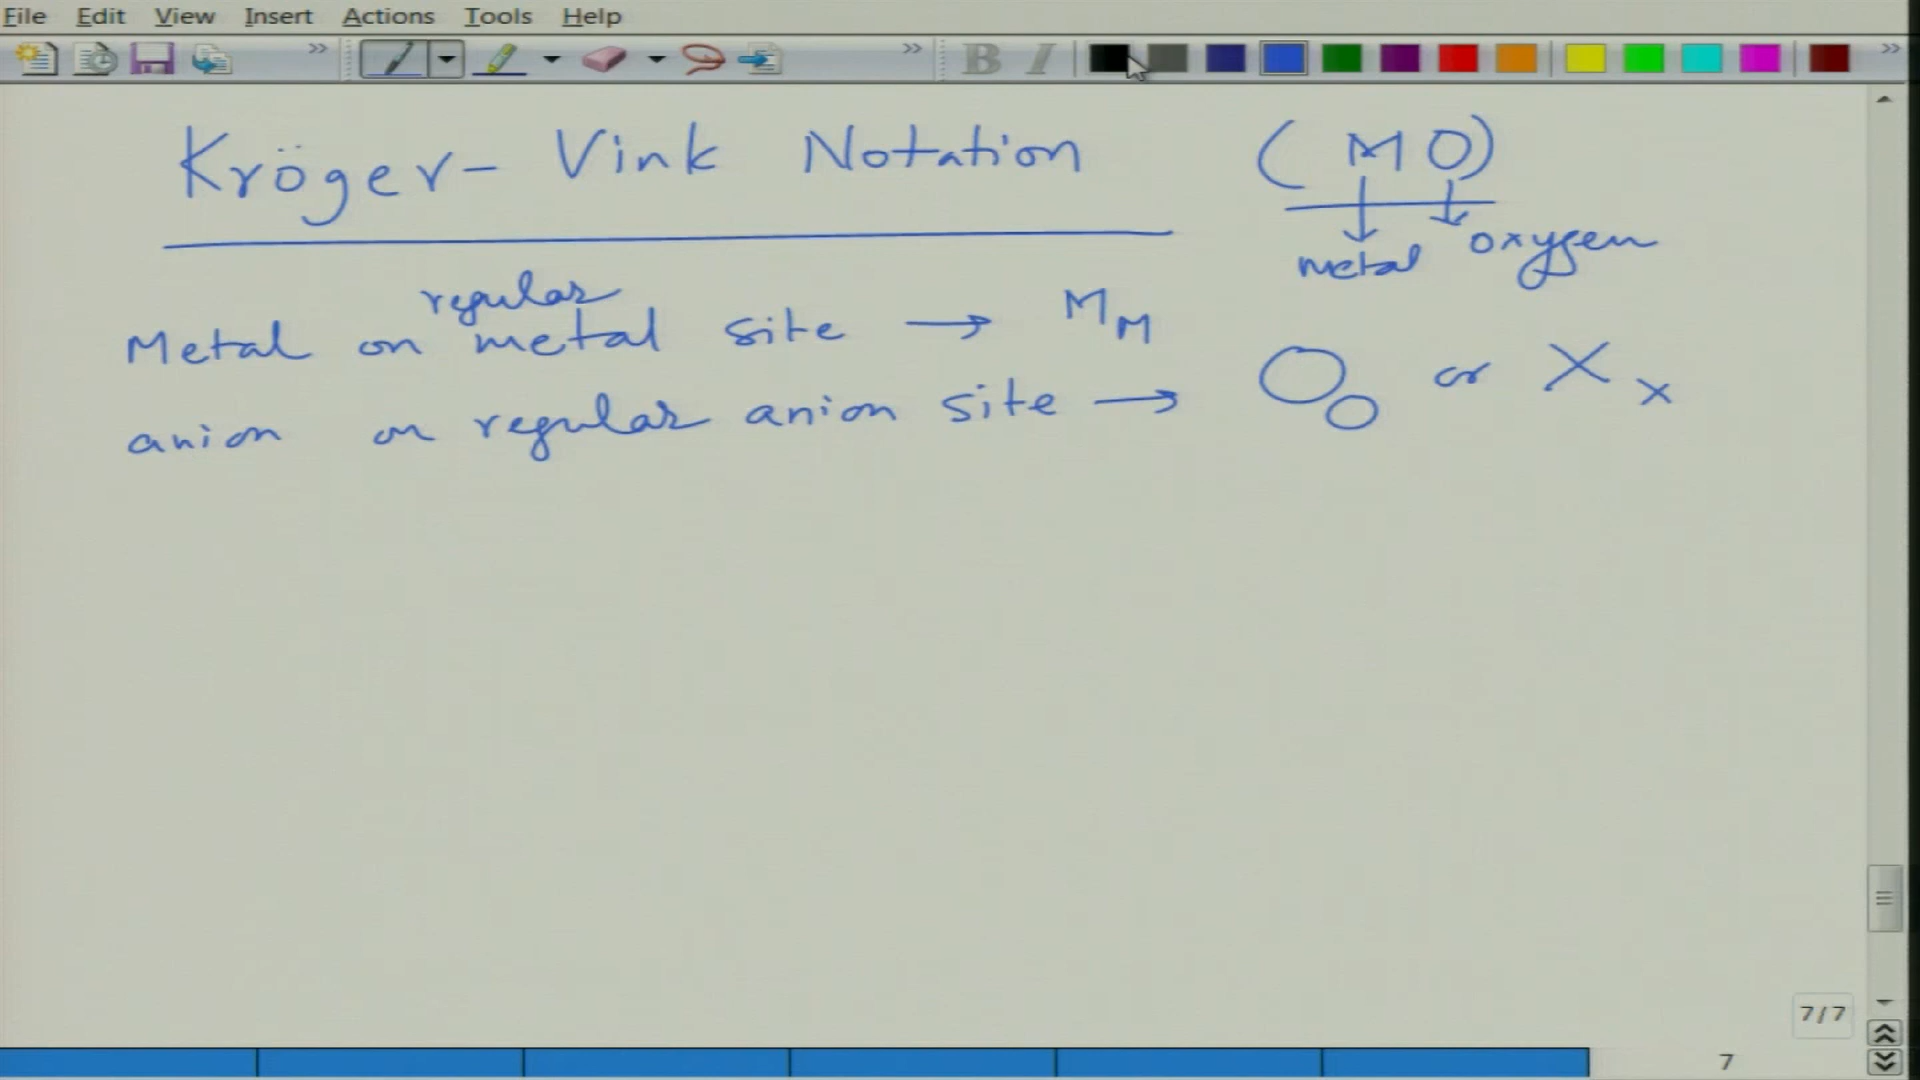 File Edit View Insert Actions Tools Help
B I
Kröger-Vink Notation (MO)
metal oxygen
regular
Metal on metal site → M_M
anion on regular anion site → O_O or X_X
7/7
7